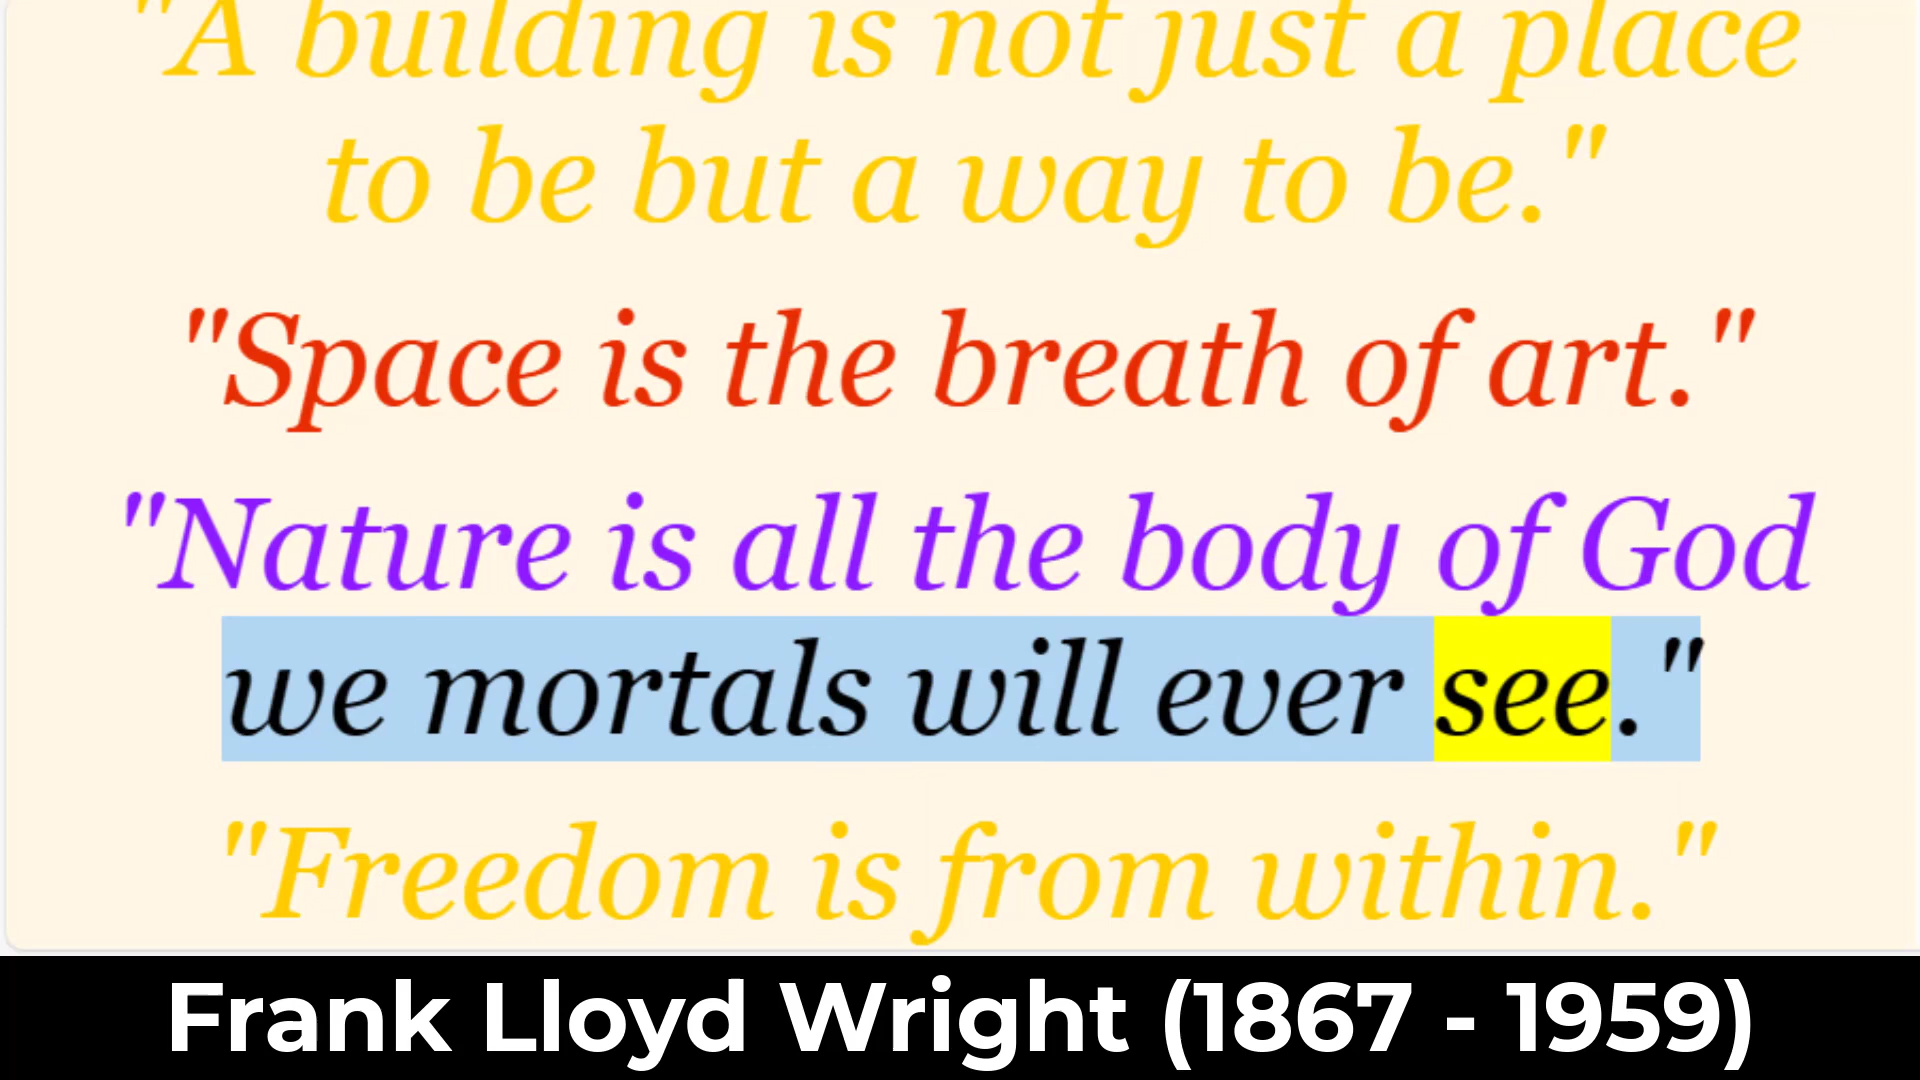 "A building is not just a place
to be but a way to be."
"Space is the breath of art."
"Nature is all the body of God
we mortals will ever see."
"Freedom is from within."
Frank Lloyd Wright (1867 - 1959)